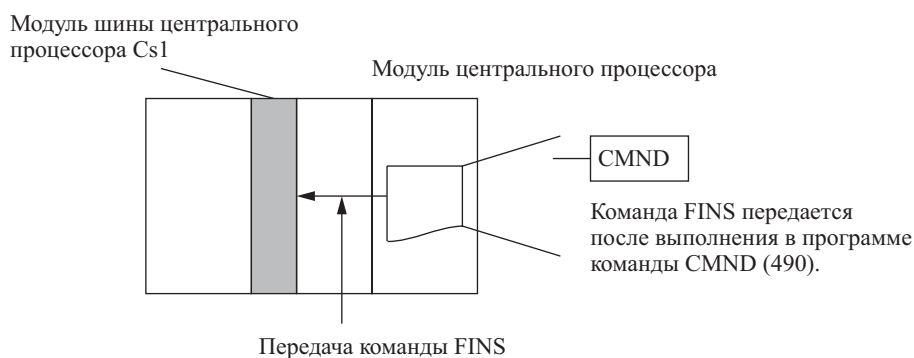 Модуль шины центрального
процессора Cs1
Модуль центрального процессора
CMND
Команда FINS передается
после выполнения в программе
команды CMND (490).
Передача команды FINS